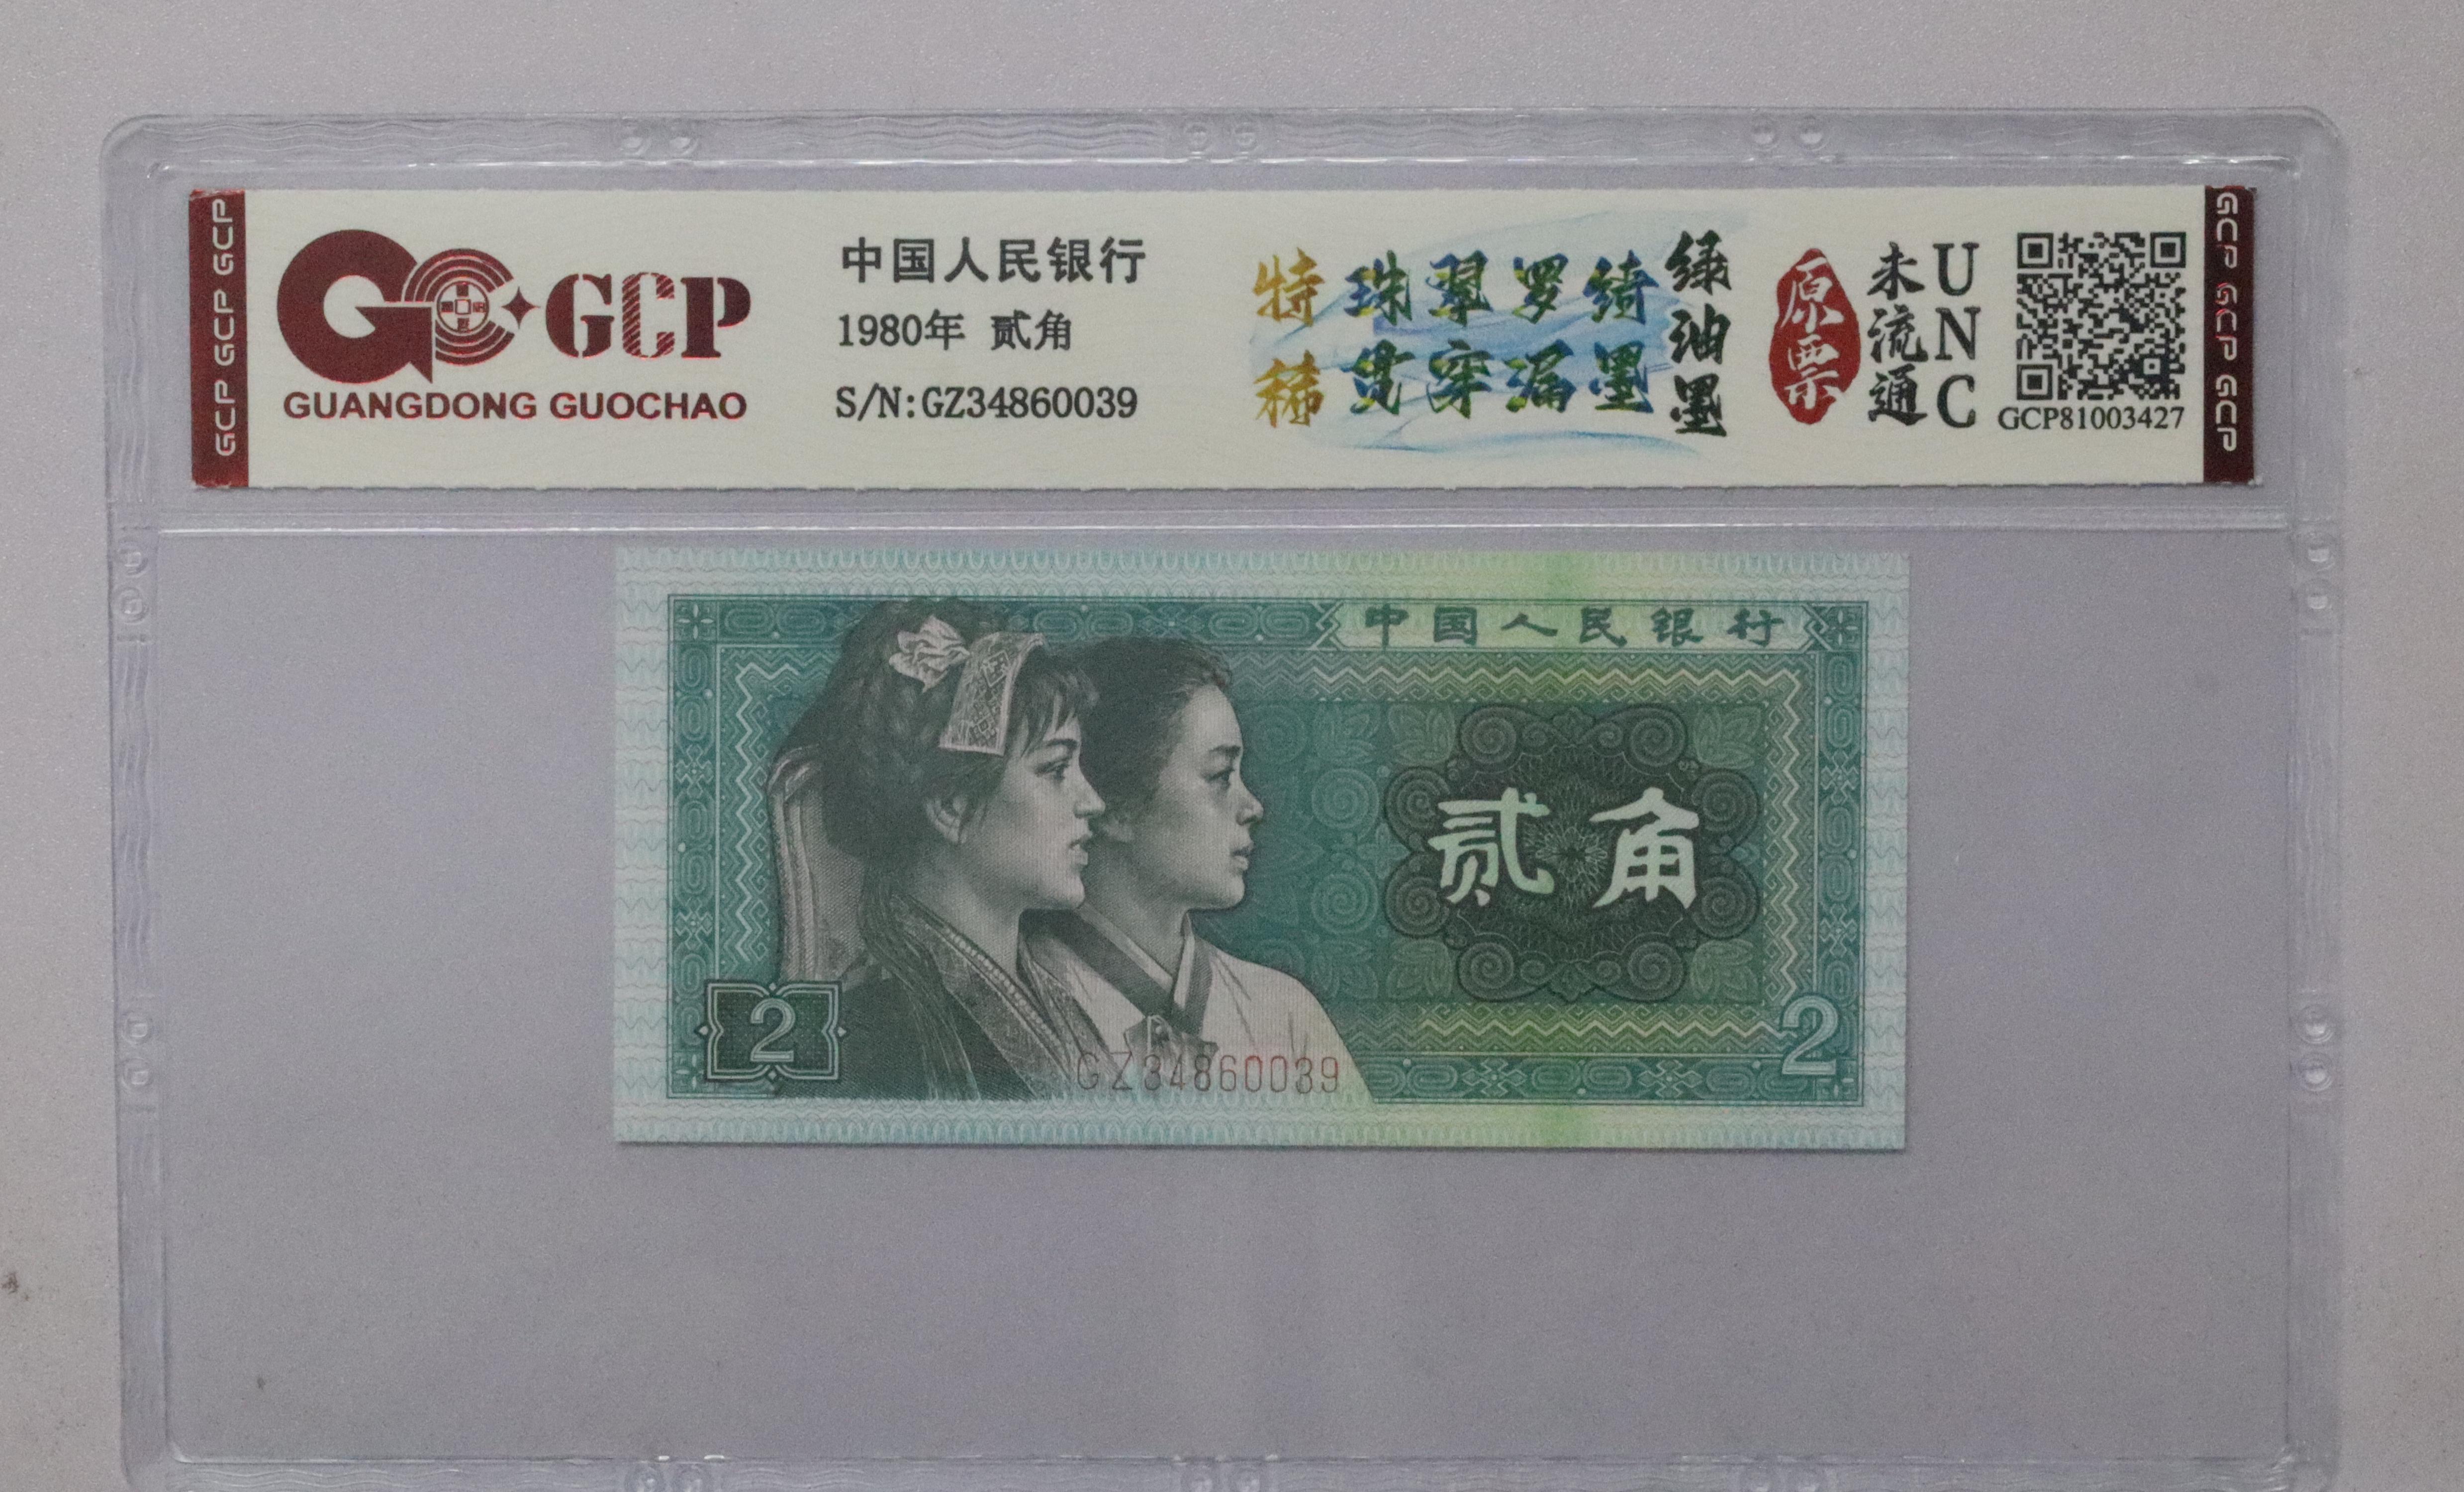 GCP GCP GCP
GCP
GUANGDONG GUOCHAO
中国人民银行
1980年 贰角
S/N:GZ34860039
特稀
珠翠罗绮
贯穿漏墨
绿油墨
原票
未流通
UNC
GCP81003427
GCP GCP GCP
中国人民银行
贰角
2
GZ34860039
2